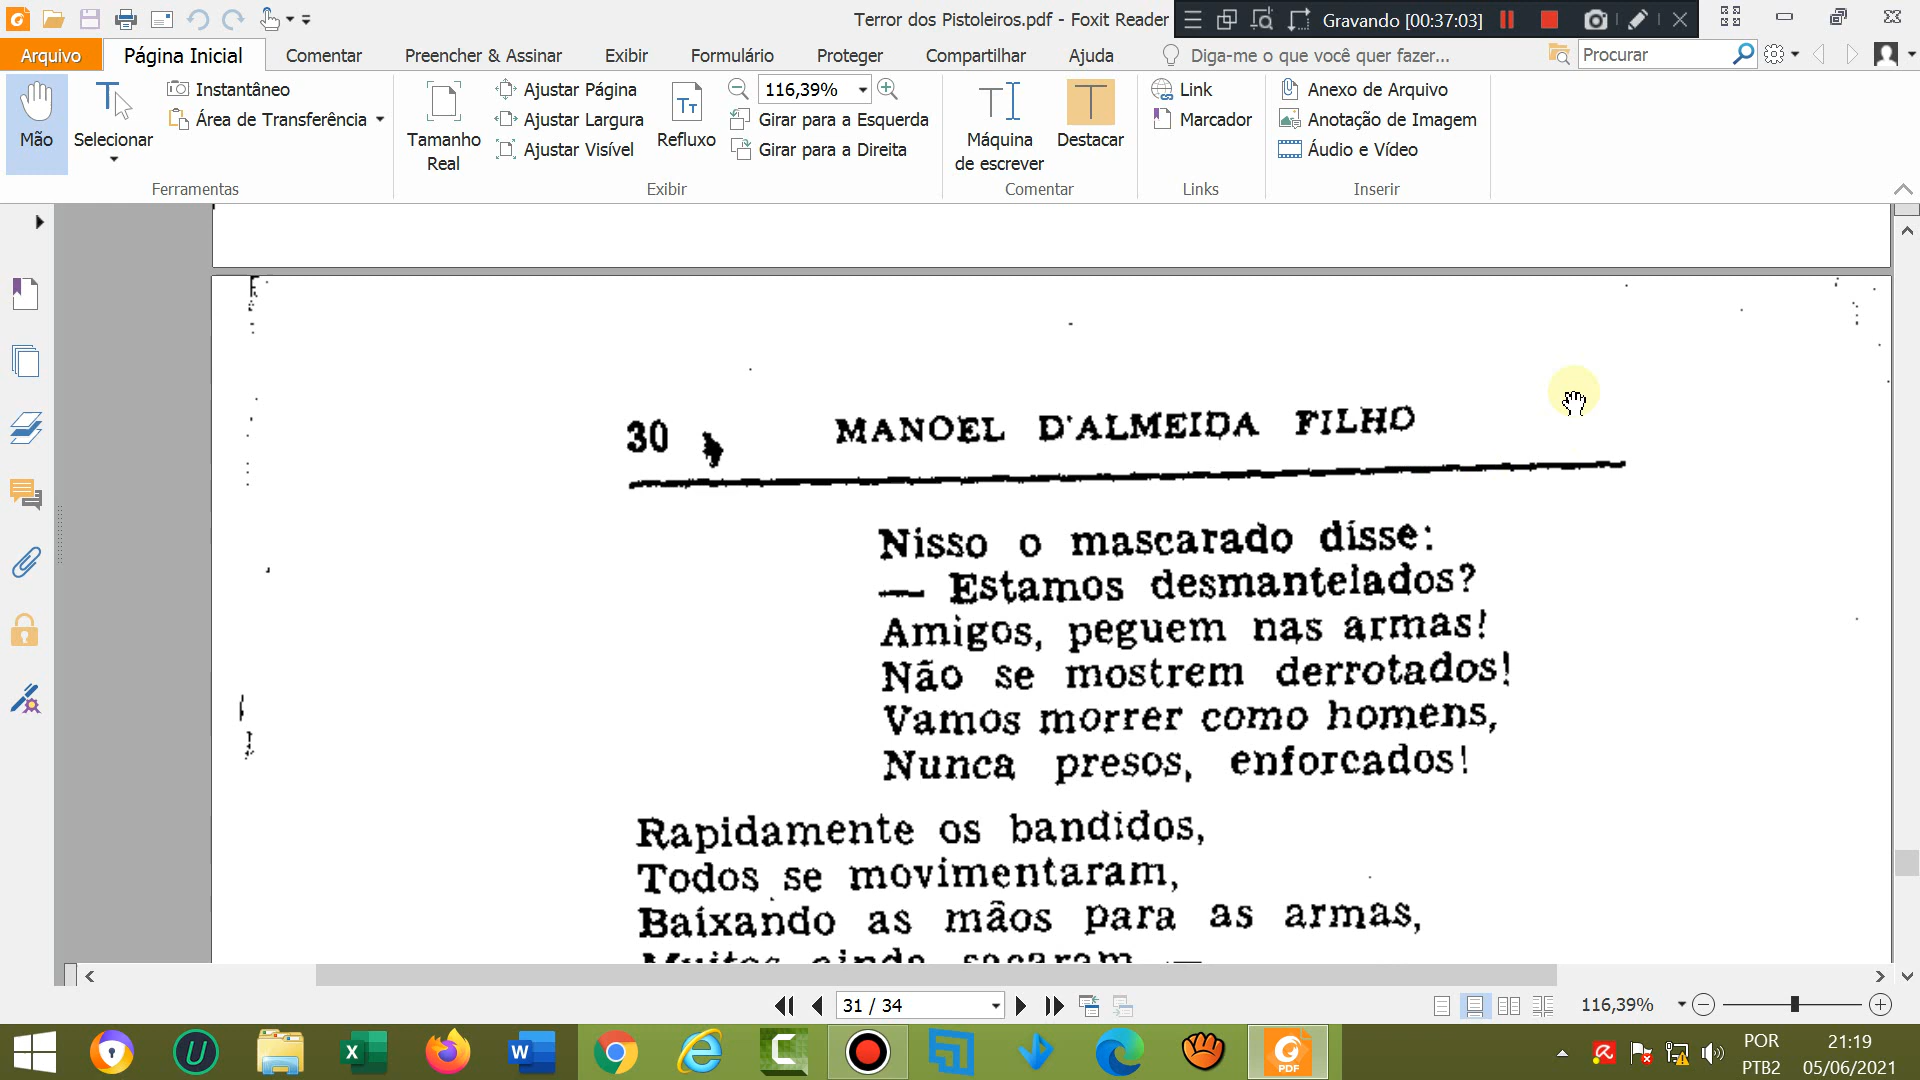 Terror dos Pistoleiros.pdf - Foxit Reader
Gravando [00:37:03]
Arquivo
Página Inicial
Comentar
Preencher & Assinar
Exibir
Formulário
Proteger
Compartilhar
Ajuda
Diga-me o que você quer fazer...
Procurar
Mão
Selecionar
Instantâneo
Área de Transferência
Ferramentas
Tamanho
Real
Ajustar Página
Ajustar Largura
Ajustar Visível
Refluxo
116,39%
Girar para a Esquerda
Girar para a Direita
Exibir
Máquina
de escrever
Destacar
Comentar
Link
Marcador
Links
Anexo de Arquivo
Anotação de Imagem
Áudio e Vídeo
Inserir
30 MANOEL D'ALMEIDA FILHO
Nisso o mascarado disse:
— Estamos desmantelados?
Amigos, peguem nas armas!
Não se mostrem derrotados!
Vamos morrer como homens,
Nunca presos, enforcados!
Rapidamente os bandidos,
Todos se movimentaram,
Baixando as mãos para as armas,
Muitos ainda sacaram —
31 / 34
116,39%
POR
PTB2
21:19
05/06/2021